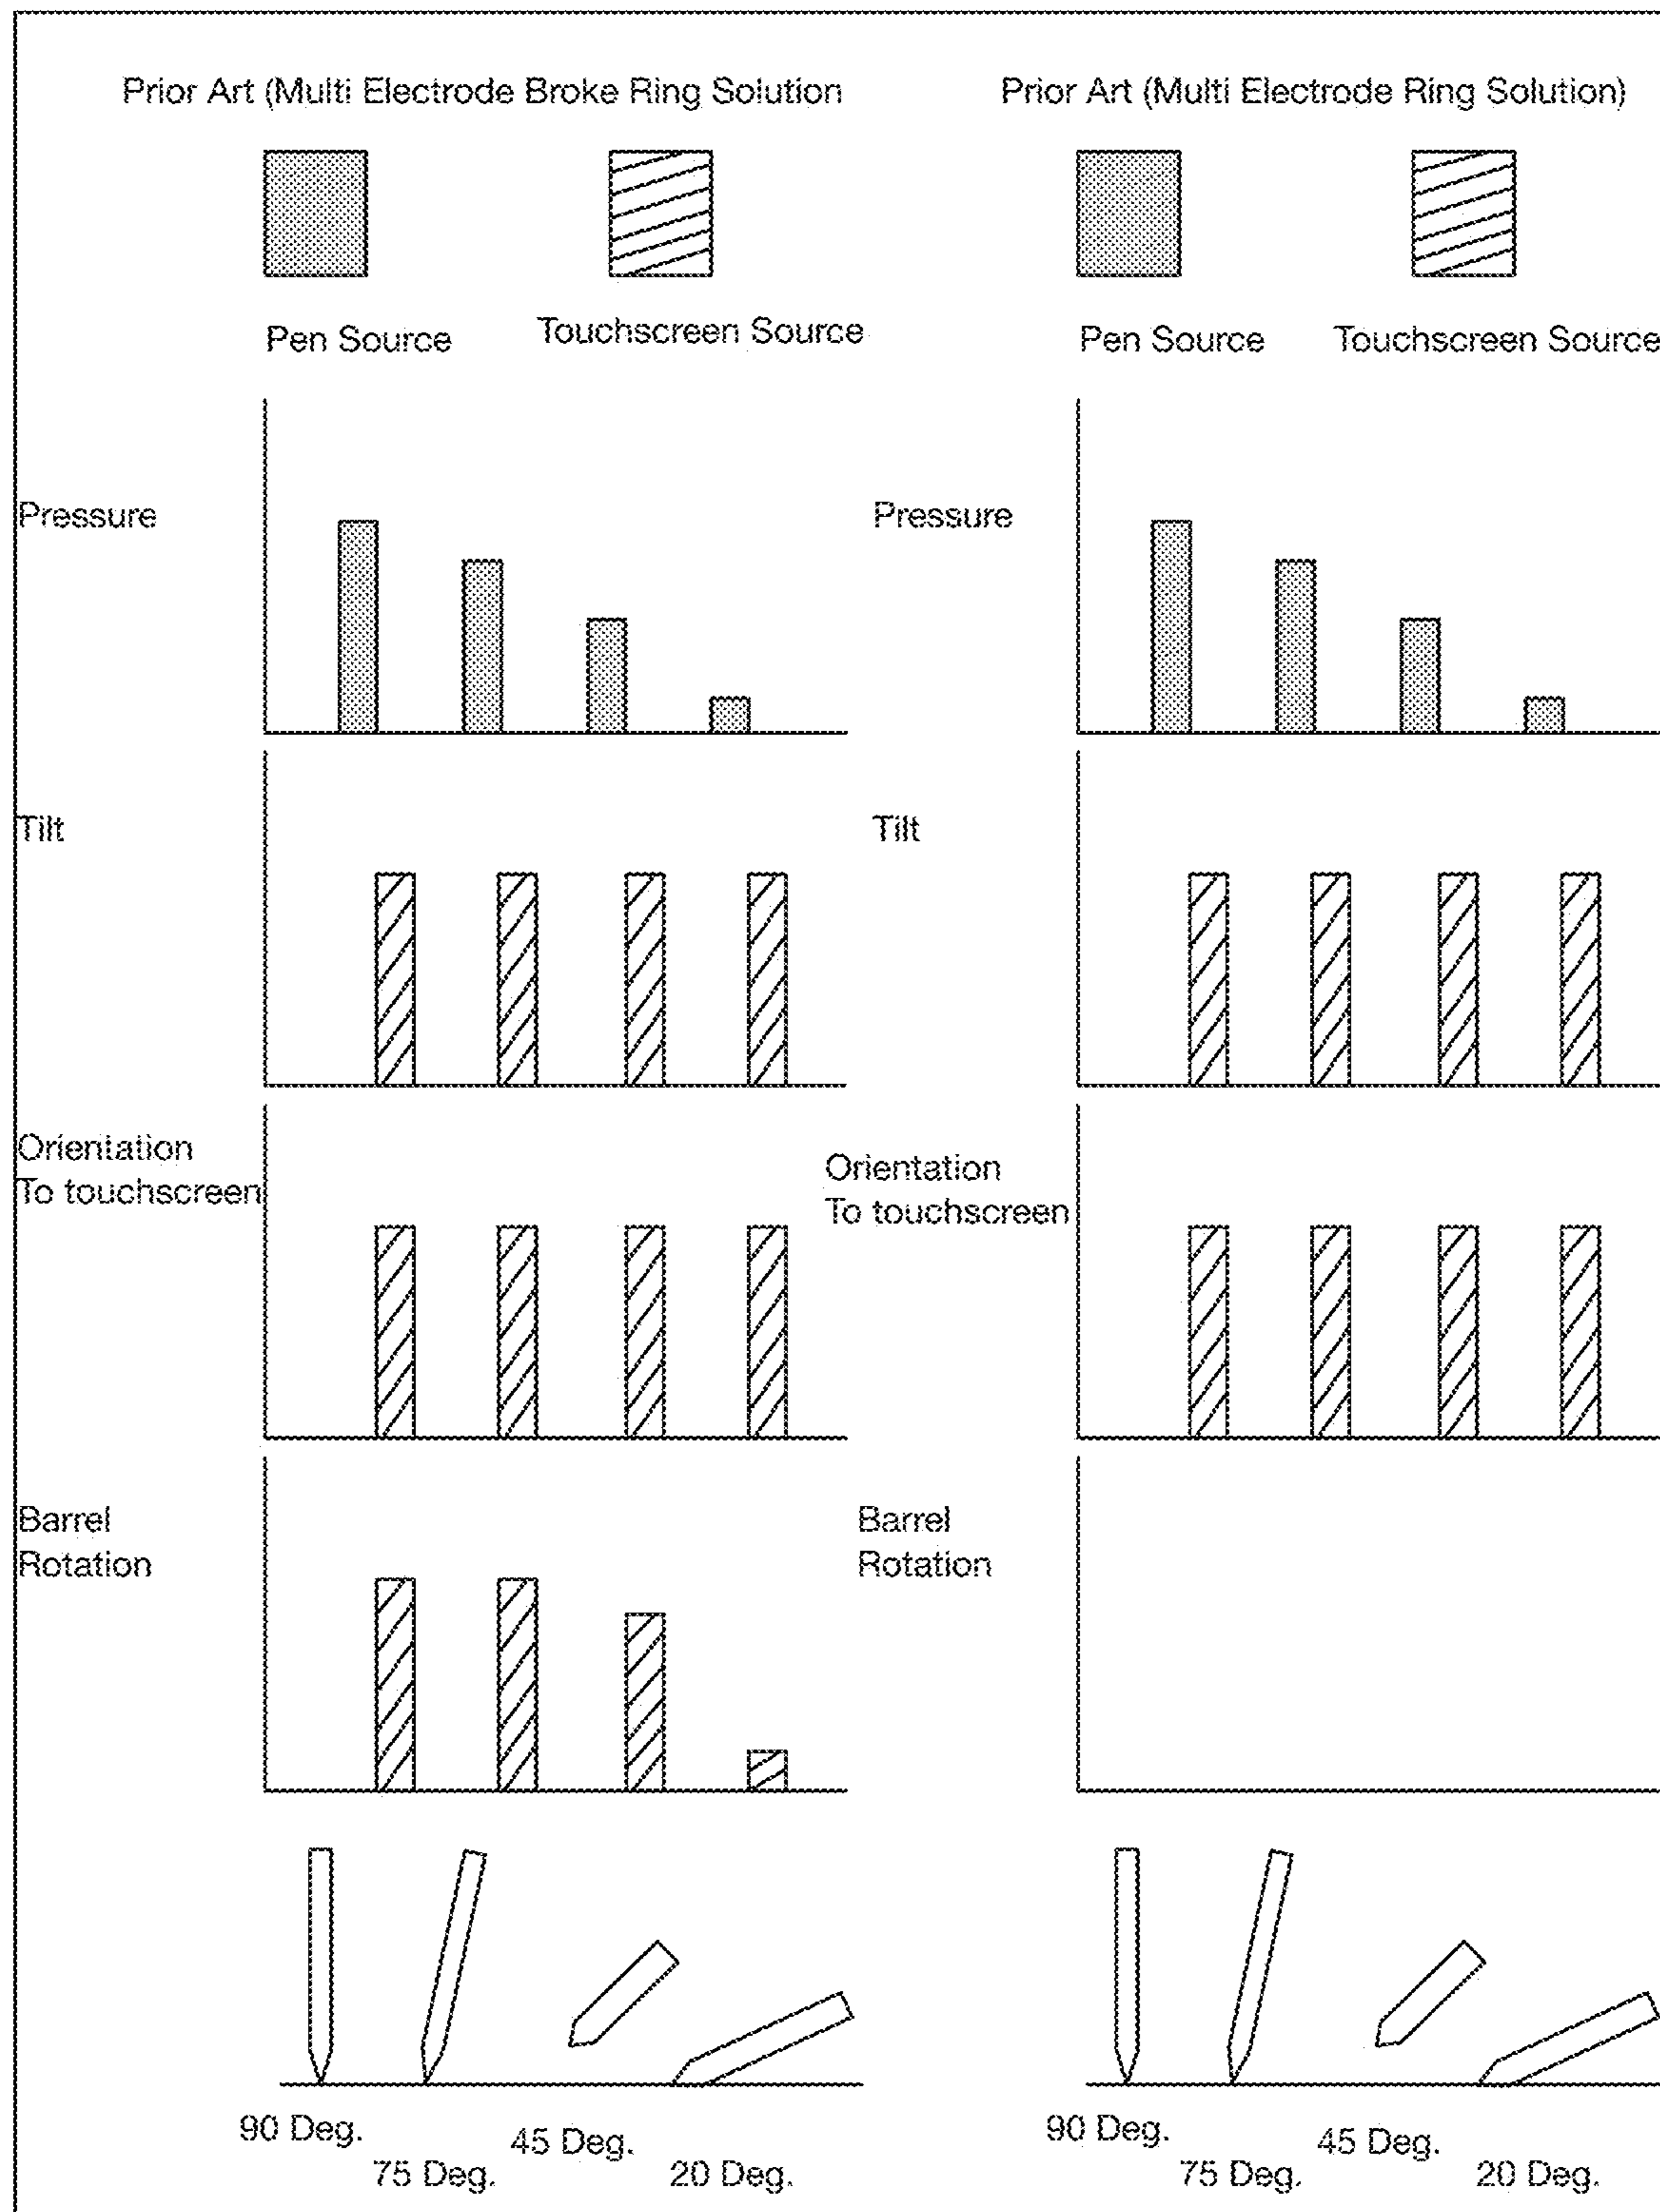 Prior Art (Multi Electrode Broke Ring Solution
Pen Source
Touchscreen Source
Pressure
Tilt
Orientation
To touchscreen
Barrel
Rotation
90 Deg.
75 Deg.
45 Deg.
20 Deg.
Prior Art (Multi Electrode Ring Solution)
Pen Source
Touchscreen Source
Pressure
Tilt
Orientation
To touchscreen
Barrel
Rotation
90 Deg.
75 Deg.
45 Deg.
20 Deg.